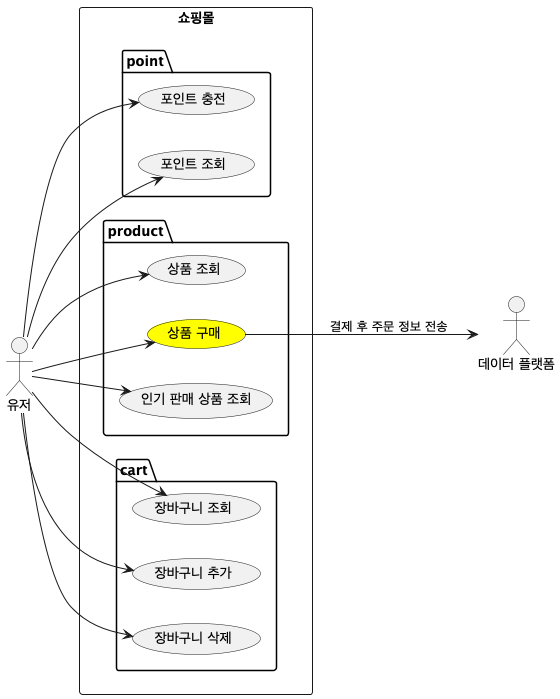 쇼핑몰
point
포인트 충전
포인트 조회
product
상품 조회
상품 구매
결제 후 주문 정보 전송
데이터 플랫폼
인기 판매 상품 조회
유저
cart
장바구니 조회
장바구니 추가
장바구니 삭제